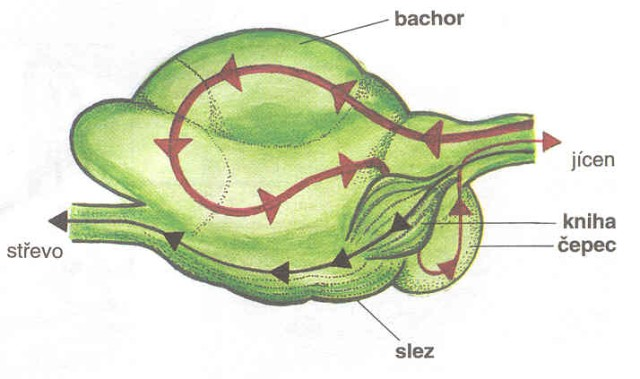 bachor
jícen
kniha
čepec
střevo
slez